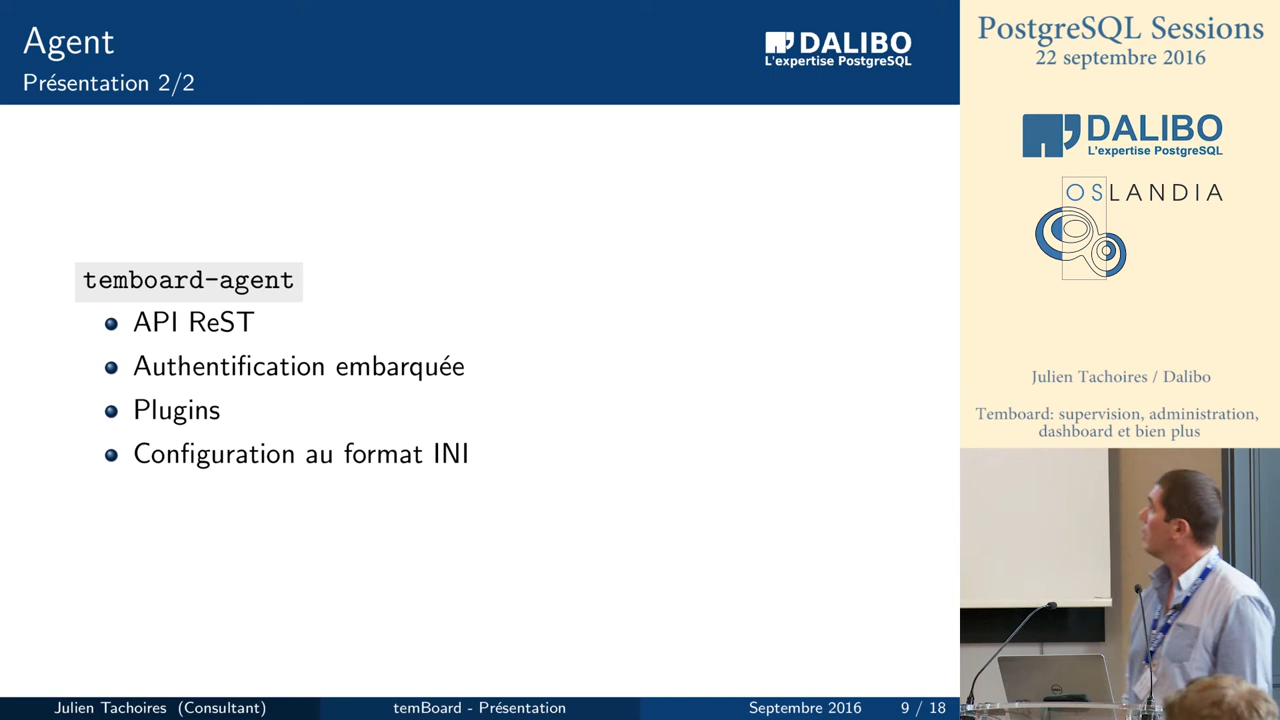 Agent
Présentation 2/2
DALIBO
L'expertise PostgreSQL
temboard-agent
API ReST
Authentification embarquée
Plugins
Configuration au format INI
Julien Tachoires (Consultant)
temBoard - Présentation
Septembre 2016
9 / 18
PostgreSQL Sessions
22 septembre 2016
DALIBO
L'expertise PostgreSQL
OSLANDIA
Julien Tachoires / Dalibo
Temboard: supervision, administration,
dashboard et bien plus